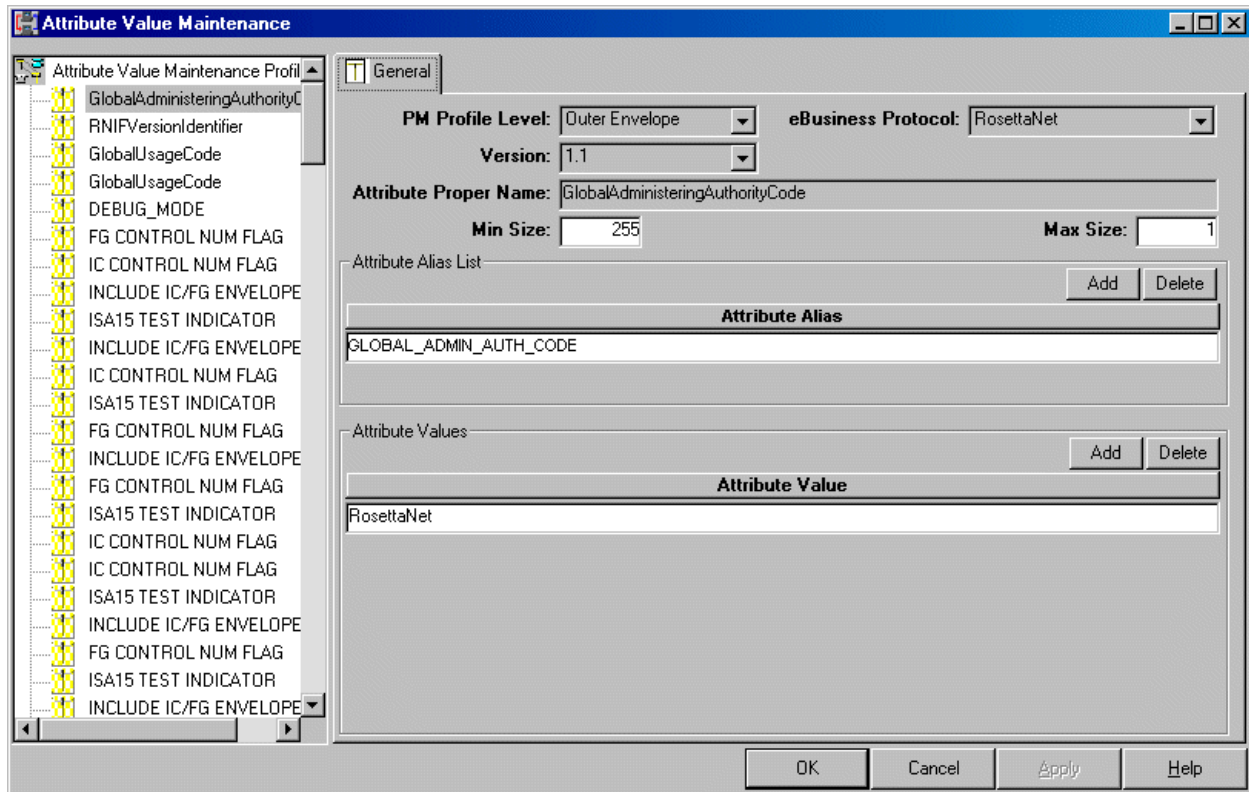 Attribute Value Maintenance
Attribute Value Maintenance Profil
GlobalAdministeringAuthorityC
RNIFVersionIdentifier
GlobalUsageCode
GlobalUsageCode
DEBUG_MODE
FG CONTROL NUM FLAG
IC CONTROL NUM FLAG
INCLUDE IC/FG ENVELOPE
ISA15 TEST INDICATOR
INCLUDE IC/FG ENVELOPE
IC CONTROL NUM FLAG
ISA15 TEST INDICATOR
FG CONTROL NUM FLAG
INCLUDE IC/FG ENVELOPE
FG CONTROL NUM FLAG
ISA15 TEST INDICATOR
IC CONTROL NUM FLAG
IC CONTROL NUM FLAG
ISA15 TEST INDICATOR
INCLUDE IC/FG ENVELOPE
FG CONTROL NUM FLAG
ISA15 TEST INDICATOR
INCLUDE IC/FG ENVELOPE
General
PM Profile Level: Outer Envelope eBusiness Protocol: RosettaNet
Version: 1.1
Attribute Proper Name: GlobalAdministeringAuthorityCode
Min Size: 255 Max Size: 1
Attribute Alias List
Add Delete
Attribute Alias
GLOBAL_ADMIN_AUTH_CODE
Attribute Values
Add Delete
Attribute Value
RosettaNet
OK Cancel Apply Help